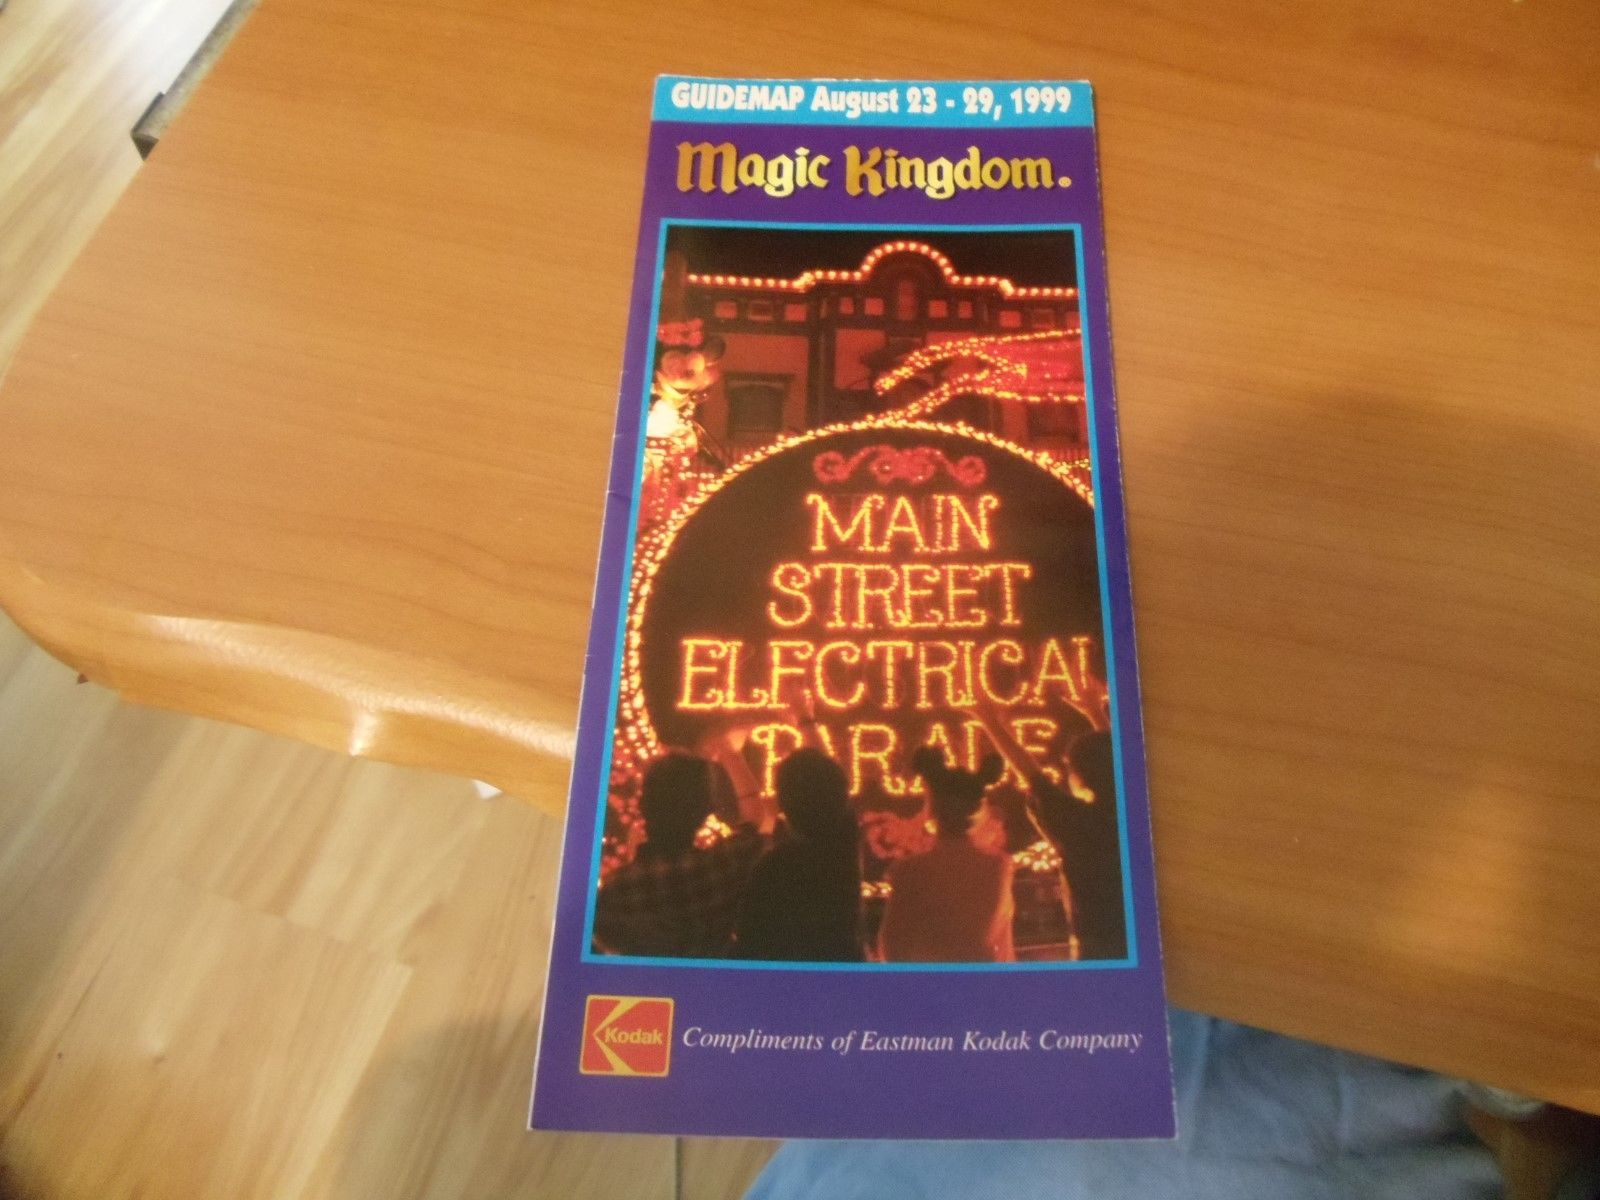 GUIDEMAP August 23 - 29, 1999
Magic Kingdom.
MAIN
STREET
ELECTRICAL
PARADE
Kodak
Compliments of Eastman Kodak Company